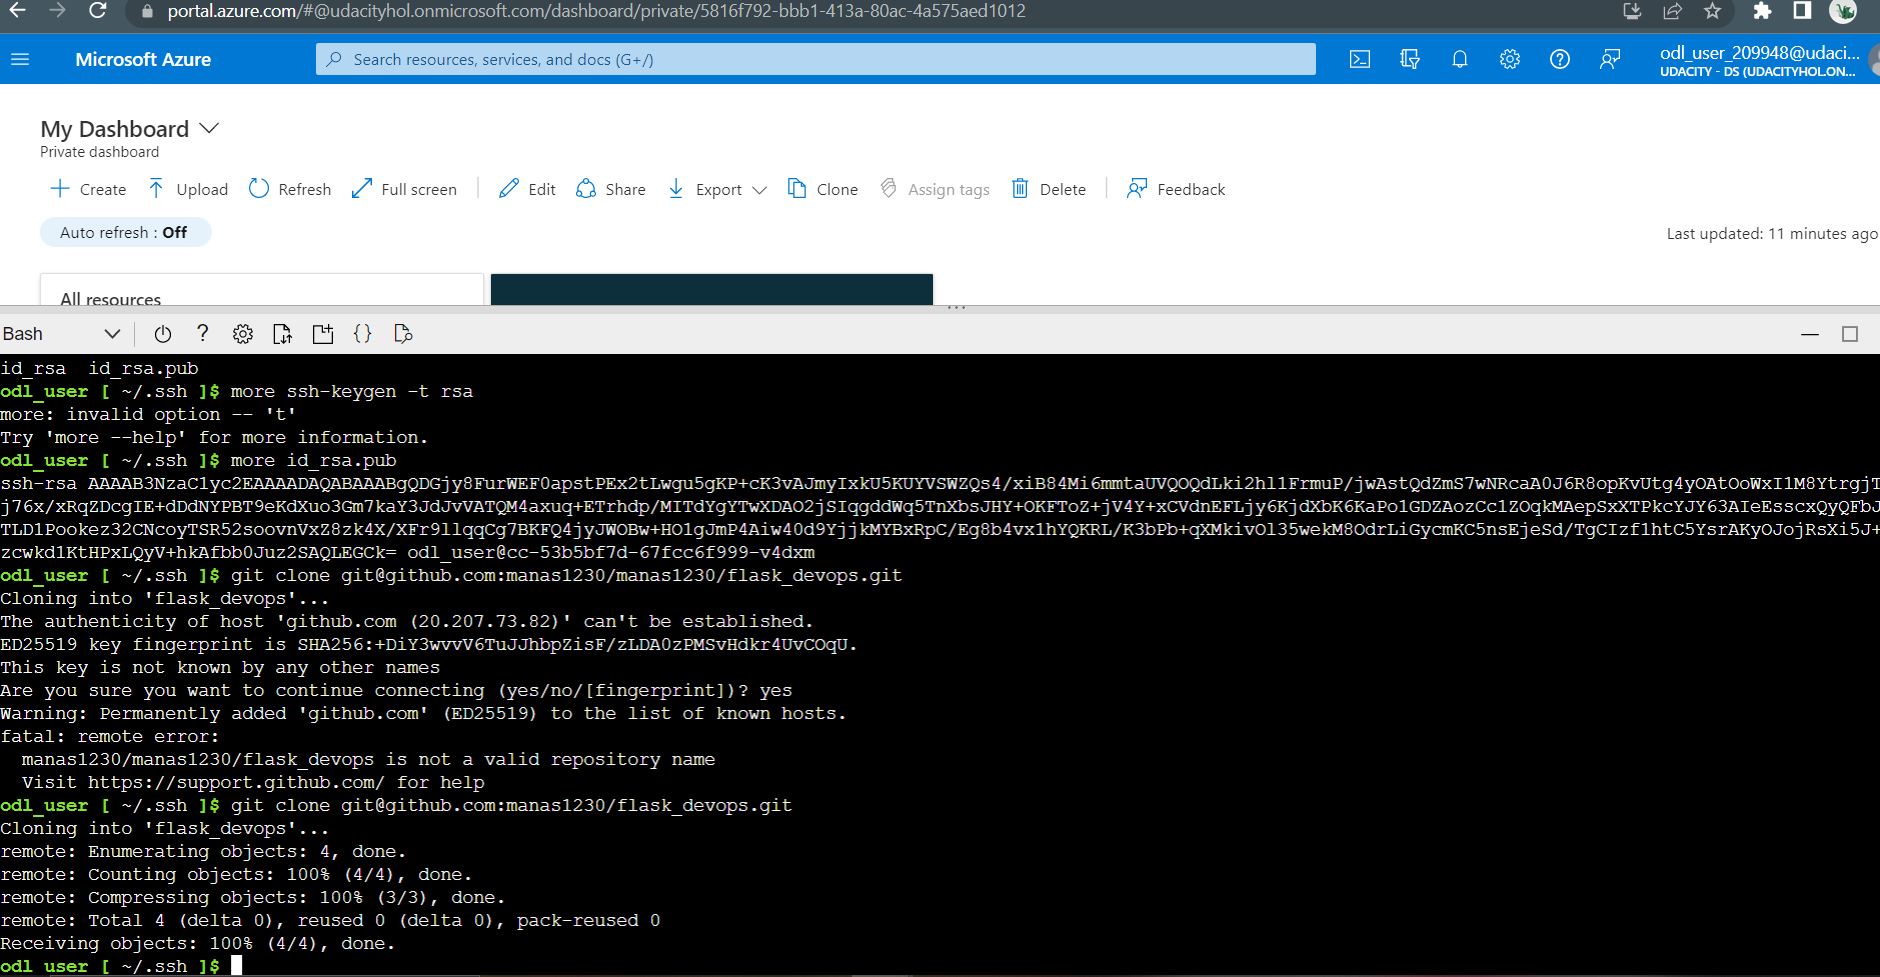 portal.azure.com/#@udacityhol.onmicrosoft.com/dashboard/private/5816f792-bbb1-413a-80ac-4a575aed1012
Microsoft Azure
Search resources, services, and docs (G+/)
odl_user_209948@udaci...
UDACITY - DS (UDACITYHOL.ON...
My Dashboard
Private dashboard
Create Upload Refresh Full screen Edit Share Export Clone Assign tags Delete Feedback
Auto refresh : Off
Last updated: 11 minutes ago
All resources
Bash
id_rsa  id_rsa.pub
odl_user [ ~/.ssh ]$ more ssh-keygen -t rsa
more: invalid option -- 't'
Try 'more --help' for more information.
odl_user [ ~/.ssh ]$ more id_rsa.pub
ssh-rsa AAAAB3NzaC1yc2EAAAADAQABAAABgQDGjy8FurWEF0apstPEx2tLwgu5gKP+cK3vAJmyIxkU5KUYVSWZQs4/xiB84Mi6mmtaUVQOQdLki2hl1FrmuP/jwAstQdZmS7wNRcaA0J6R8opKvUtg4yOAtOoWxI1M8YtrgjT
j76x/xRqZDcgIE+dDdNYPBT9eKdXuo3Gm7kaY3JdJvVATQM4axuq+ETrhdp/MITdYgYTwXDAO2jSIqgddWq5TnXbsJHY+OKFToZ+jV4Y+xCVdnEFLjy6KjdXbK6KaPo1GDZAozCc1ZOqkMAepSxXTPkcYJY63AIeEsscxQyQFbJ
TLD1Pookez32CNcoyTSR52soovnVxZ8zk4X/XFr9llqqCg7BKFQ4jyJWOBw+HO1gJmP4Aiw40d9YjjkMYBxRpC/Eg8b4vx1hYQKRL/K3bPb+qXMkivOl35wekM8OdrLiGycmKC5nsEjeSd/TgCIzf1htC5YsrAKyOJojRsXi5J+
zcwkd1KtHPxLQyV+hkAfbb0Juz2SAQLEGCk= odl_user@cc-53b5bf7d-67fcc6f999-v4dxm
odl_user [ ~/.ssh ]$ git clone git@github.com:manas1230/manas1230/flask_devops.git
Cloning into 'flask_devops'...
The authenticity of host 'github.com (20.207.73.82)' can't be established.
ED25519 key fingerprint is SHA256:+DiY3wvvV6TuJJhbpZisF/zLDA0zPMSvHdkr4UvCOqU.
This key is not known by any other names
Are you sure you want to continue connecting (yes/no/[fingerprint])? yes
Warning: Permanently added 'github.com' (ED25519) to the list of known hosts.
fatal: remote error:
  manas1230/manas1230/flask_devops is not a valid repository name
  Visit https://support.github.com/ for help
odl_user [ ~/.ssh ]$ git clone git@github.com:manas1230/flask_devops.git
Cloning into 'flask_devops'...
remote: Enumerating objects: 4, done.
remote: Counting objects: 100% (4/4), done.
remote: Compressing objects: 100% (3/3), done.
remote: Total 4 (delta 0), reused 0 (delta 0), pack-reused 0
Receiving objects: 100% (4/4), done.
odl_user [ ~/.ssh ]$